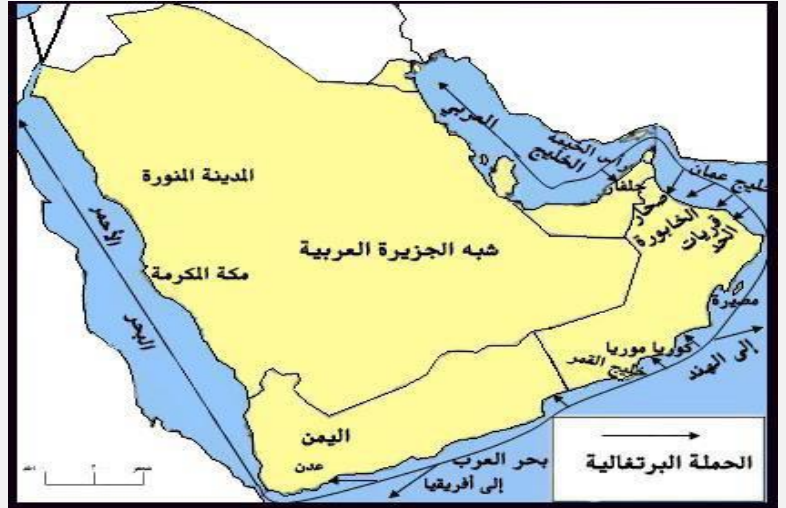 العربي
الخليج
رأس الخيمة
جلفار
خليج عمان
صحار
الخابورة
قريات
الحد
المدينة المنورة
شبه الجزيرة العربية
مكة المكرمة
الأحمر
البحر
مصيرة
كوريا موريا
خليج القمر
إلى الهند
اليمن
عدن
بحر العرب
إلى أفريقيا
الحملة البرتغالية